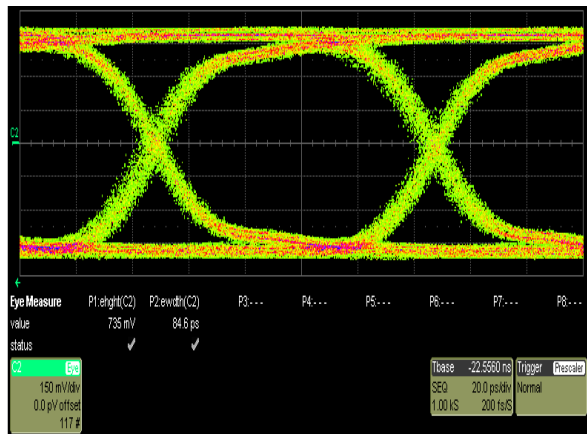 C2
Eye Measure P1:ehght(C2) P2:ewdth(C2) P3:--- P4:--- P5:--- P6:--- P7:--- P8:---
value 735 mV 84.6 ps
status ✓ ✓
C2 Eye
150 mV/div
0.0 pV offset
117 #
Tbase -22.5560 ns
SEQ 20.0 ps/div
1.00 kS 200 fs/S
Trigger Prescaler
Normal